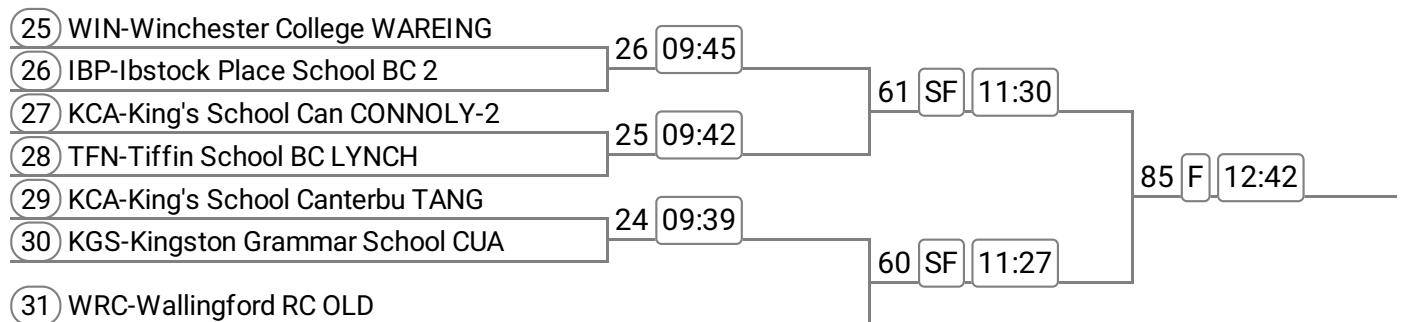 25 WIN-Winchester College WAREING
26 09:45
26 IBP-Ibstock Place School BC 2
61 SF 11:30
27 KCA-King's School Can CONNOLY-2
25 09:42
28 TFN-Tiffin School BC LYNCH
85 F 12:42
29 KCA-King's School Canterbu TANG
24 09:39
30 KGS-Kingston Grammar School CUA
60 SF 11:27
31 WRC-Wallingford RC OLD